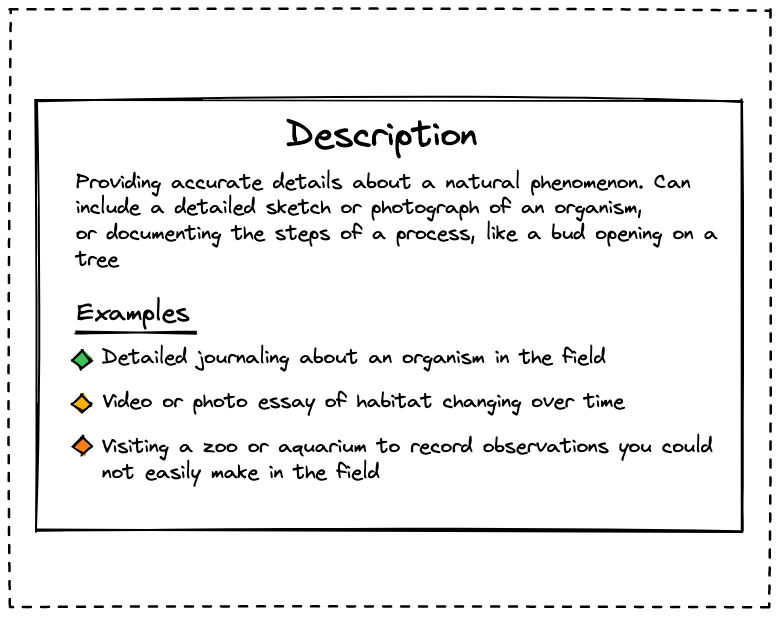 Description
Providing accurate details about a natural phenomenon. Can
include a detailed sketch or photograph of an organism,
or documenting the steps of a process, like a bud opening on a
tree
Examples
Detailed journaling about an organism in the field
Video or photo essay of habitat changing over time
Visiting a zoo or aquarium to record observations you could
not easily make in the field